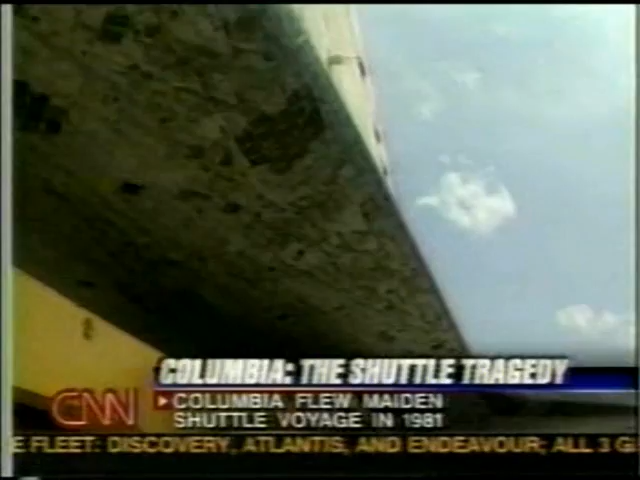 COLUMBIA: THE SHUTTLE TRAGEDY
CNN
COLUMBIA FLEW MAIDEN
SHUTTLE VOYAGE IN 1981
E FLEET: DISCOVERY, ATLANTIS, AND ENDEAVOUR; ALL 3 G